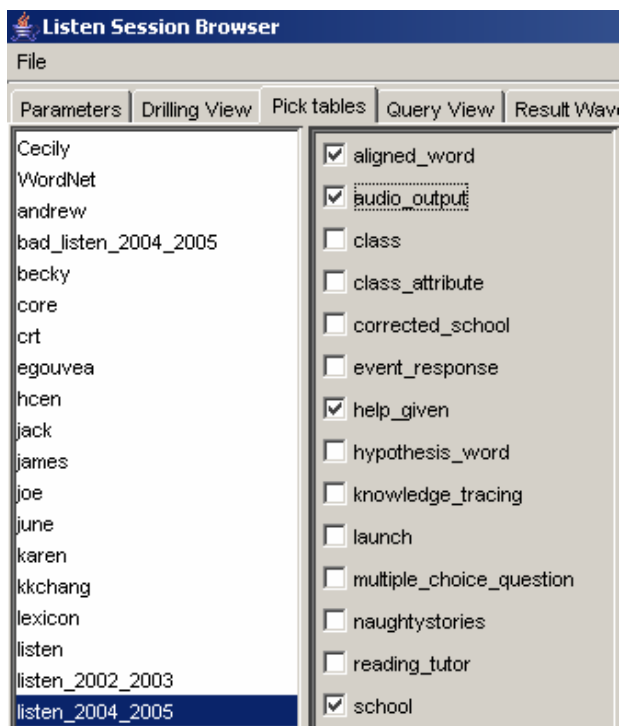 Listen Session Browser
File
Parameters Drilling View Pick tables Query View Result Wav
Cecily
WordNet
andrew
bad_listen_2004_2005
becky
core
crt
egouvea
hcen
jack
james
joe
june
karen
kkchang
lexicon
listen
listen_2002_2003
listen_2004_2005
aligned_word
audio_output
class
class_attribute
corrected_school
event_response
help_given
hypothesis_word
knowledge_tracing
launch
multiple_choice_question
naughtystories
reading_tutor
school